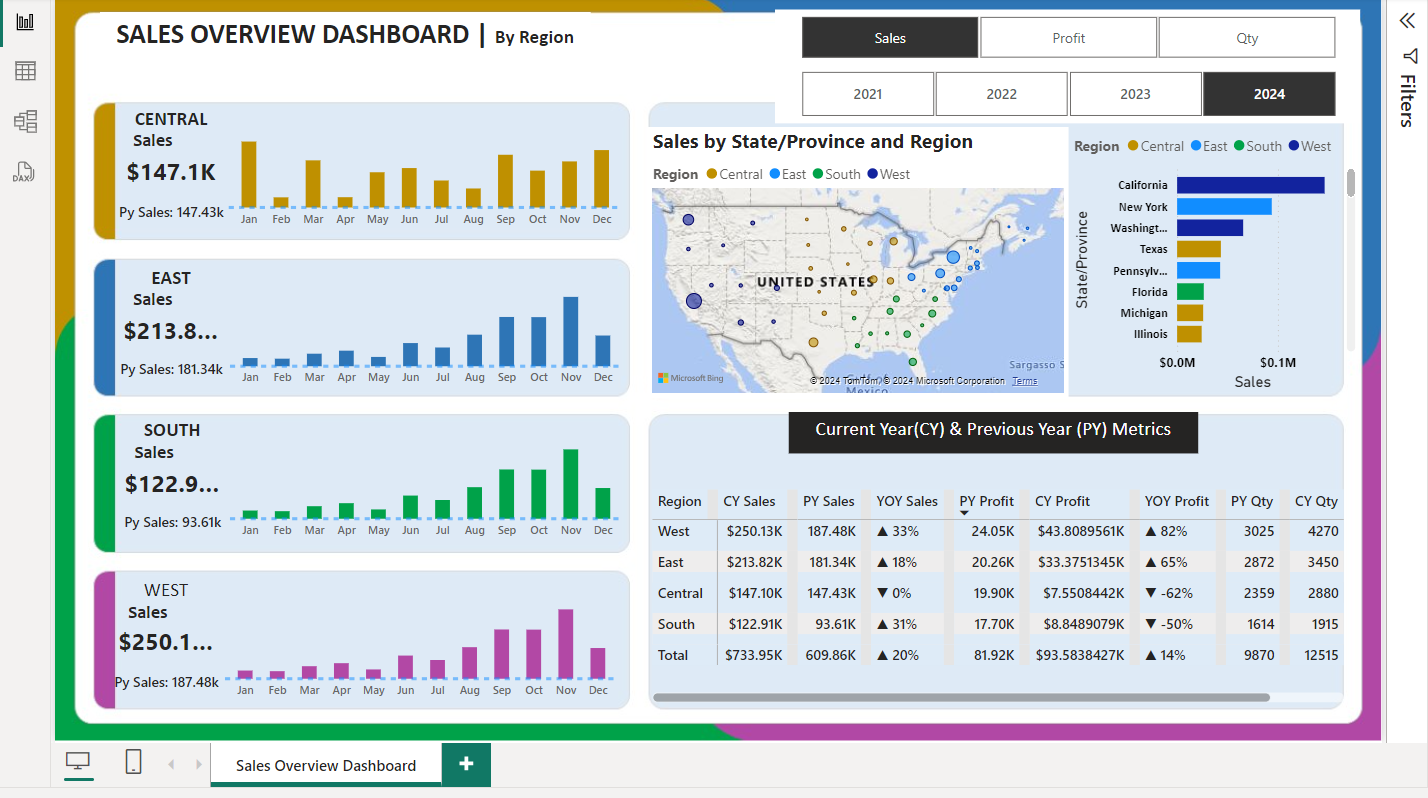 SALES OVERVIEW DASHBOARD | By Region
Sales
Profit
Qty
2021
2022
2023
2024
Filters
CENTRAL
Sales
$147.1K
Py Sales: 147.43k
Jan Feb Mar Apr May Jun Jul Aug Sep Oct Nov Dec
EAST
Sales
$213.8...
Py Sales: 181.34k
Jan Feb Mar Apr May Jun Jul Aug Sep Oct Nov Dec
SOUTH
Sales
$122.9...
Py Sales: 93.61k
Jan Feb Mar Apr May Jun Jul Aug Sep Oct Nov Dec
WEST
Sales
$250.1...
Py Sales: 187.48k
Jan Feb Mar Apr May Jun Jul Aug Sep Oct Nov Dec
Sales by State/Province and Region
Region Central East South West
UNITED STATES
Sargasso S
Gulf of
Mexico
Microsoft Bing
© 2024 TomTom, © 2024 Microsoft Corporation Terms
Region Central East South West
State/Province
California
New York
Washingt...
Texas
Pennsylv...
Florida
Michigan
Illinois
$0.0M $0.1M
Sales
Current Year(CY) & Previous Year (PY) Metrics
Region CY Sales PY Sales YOY Sales PY Profit CY Profit YOY Profit PY Qty CY Qty
West $250.13K 187.48K ▲ 33% 24.05K $43.8089561K ▲ 82% 3025 4270
East $213.82K 181.34K ▲ 18% 20.26K $33.3751345K ▲ 65% 2872 3450
Central $147.10K 147.43K ▼ 0% 19.90K $7.5508442K ▼ -62% 2359 2880
South $122.91K 93.61K ▲ 31% 17.70K $8.8489079K ▼ -50% 1614 1915
Total $733.95K 609.86K ▲ 20% 81.92K $93.5838427K ▲ 14% 9870 12515
DAX
Sales Overview Dashboard